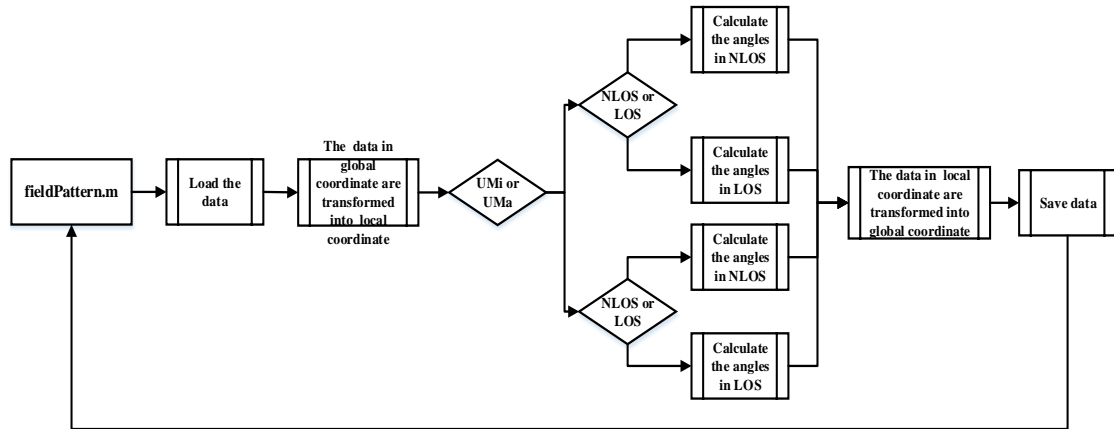 fieldPattern.m
Load the
data
The data in
global
coordinate are
transformed
into local
coordinate
UMi or
UMa
NLOS or
LOS
Calculate
the angles
in NLOS
Calculate
the angles
in LOS
NLOS or
LOS
Calculate
the angles
in NLOS
Calculate
the angles
in LOS
The data in local
coordinate are
transformed into
global coordinate
Save data